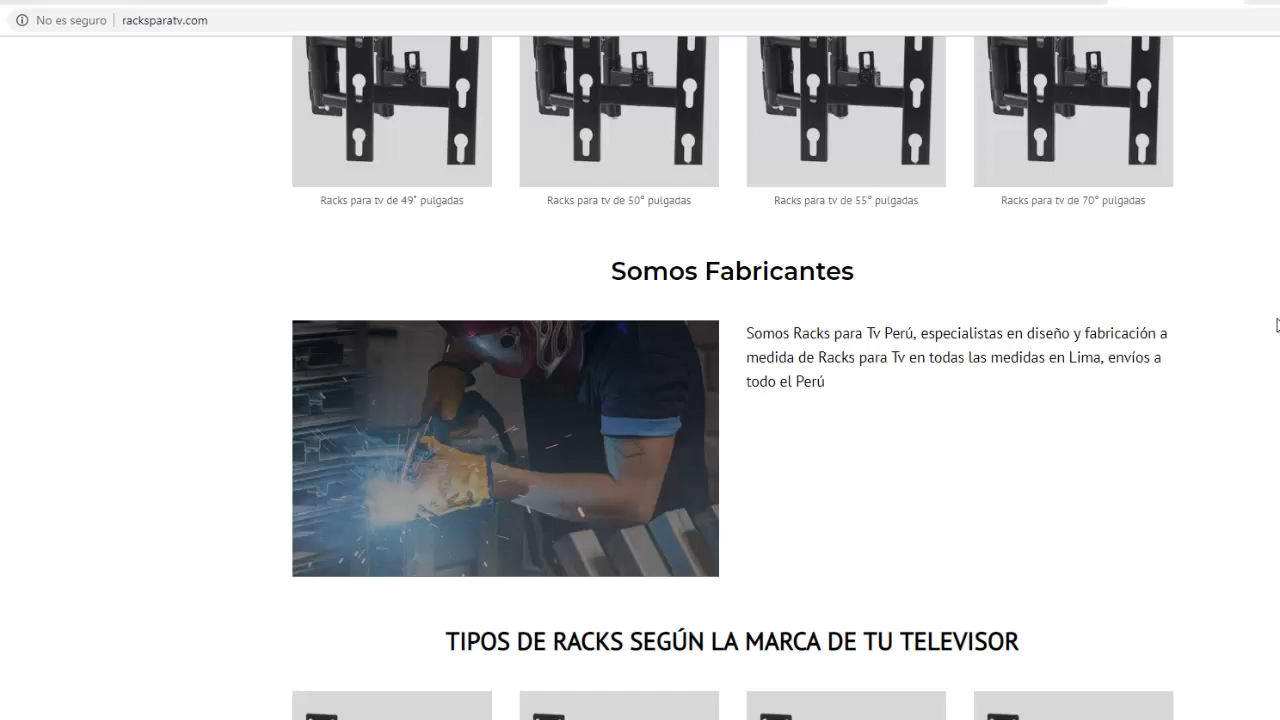 No es seguro | racksparatv.com
Racks para tv de 49° pulgadas
Racks para tv de 50° pulgadas
Racks para tv de 55° pulgadas
Racks para tv de 70° pulgadas
Somos Fabricantes
Somos Racks para Tv Perú, especialistas en diseño y fabricación a
medida de Racks para Tv en todas las medidas en Lima, envíos a
todo el Perú
TIPOS DE RACKS SEGÚN LA MARCA DE TU TELEVISOR